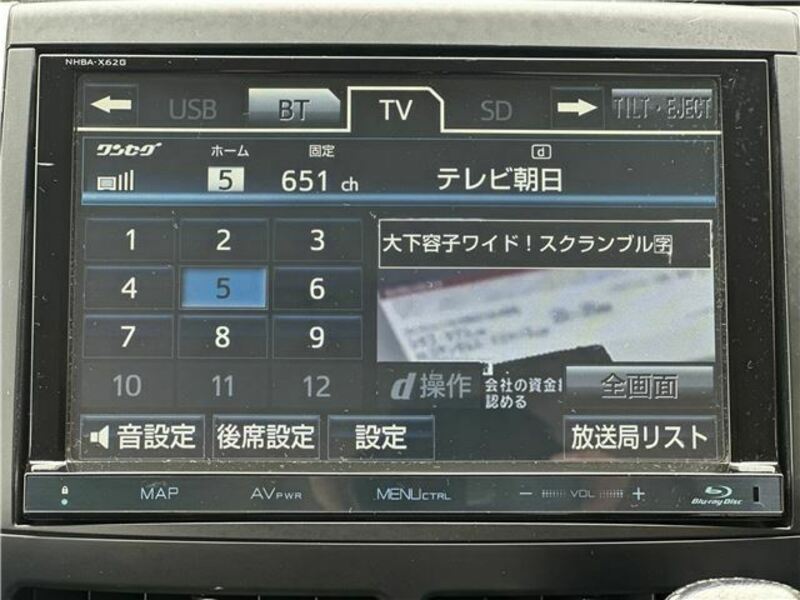 NHBA-X62G
USB BT TV SD TILT・EJECT
ワンセグ ホーム 固定 d
5 651 ch テレビ朝日
1 2 3
大下容子ワイド！スクランブル字
4 5 6
7 8 9
10 11 12
d操作 会社の資金 全画面
認める
音設定 後席設定 設定 放送局リスト
MAP AV PWR MENU CTRL − VOL + Blu-ray Disc